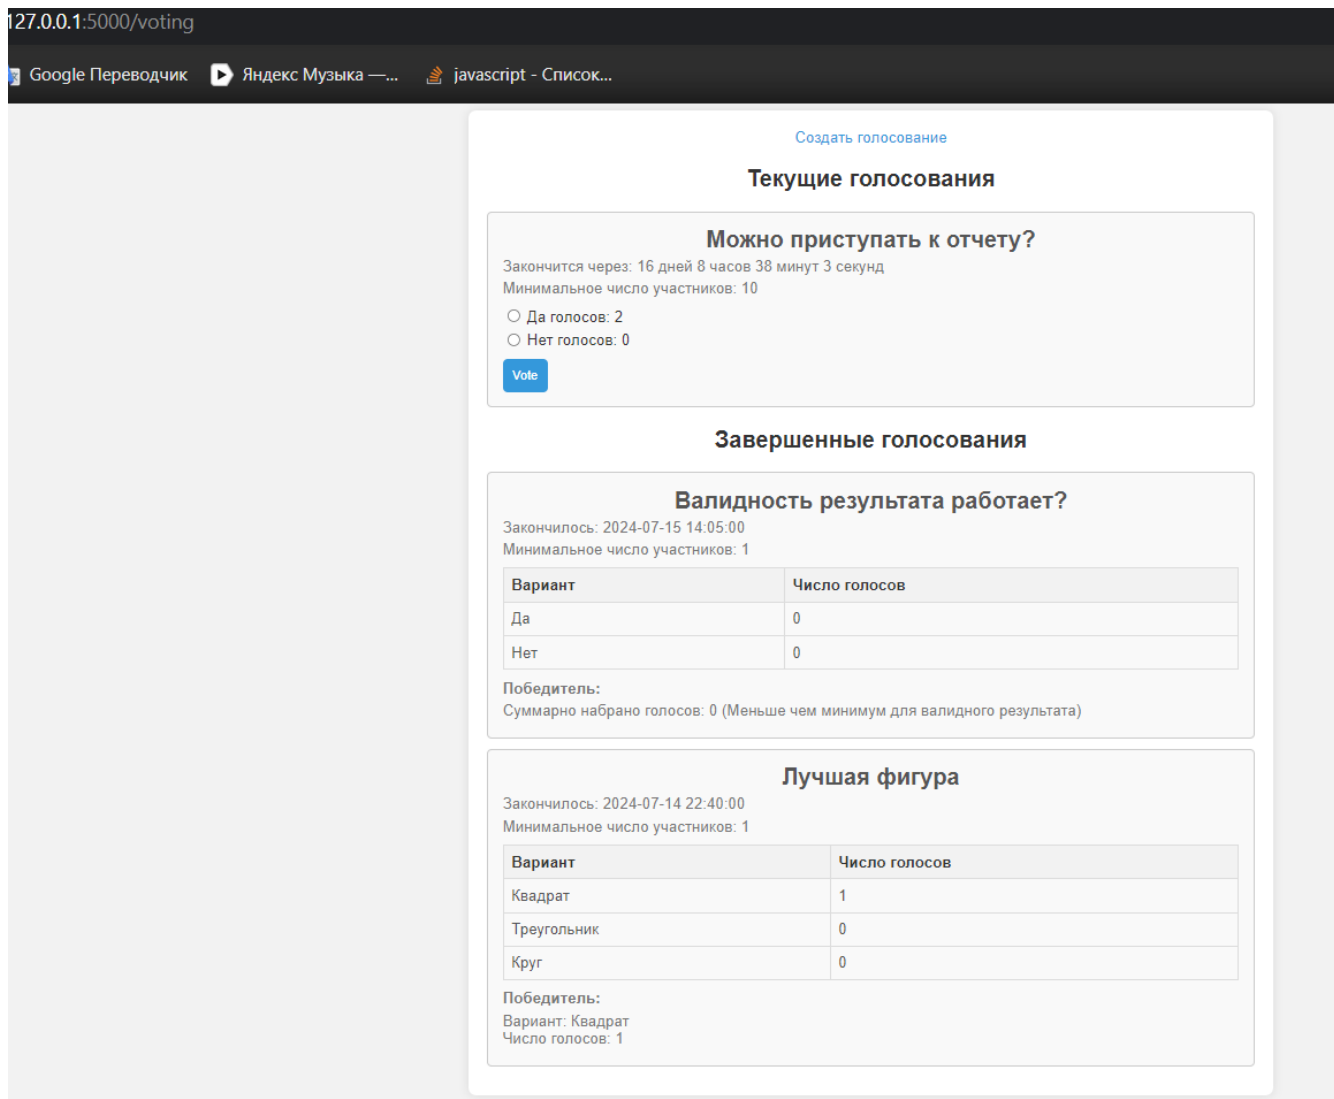 127.0.0.1:5000/voting
Google Переводчик Яндекс Музыка —... javascript - Список...
Создать голосование
Текущие голосования
Можно приступать к отчету?
Закончится через: 16 дней 8 часов 38 минут 3 секунд
Минимальное число участников: 10
Да голосов: 2
Нет голосов: 0
Vote
Завершенные голосования
Валидность результата работает?
Закончилось: 2024-07-15 14:05:00
Минимальное число участников: 1
Вариант Число голосов
Да 0
Нет 0
Победитель:
Суммарно набрано голосов: 0 (Меньше чем минимум для валидного результата)
Лучшая фигура
Закончилось: 2024-07-14 22:40:00
Минимальное число участников: 1
Вариант Число голосов
Квадрат 1
Треугольник 0
Круг 0
Победитель:
Вариант: Квадрат
Число голосов: 1